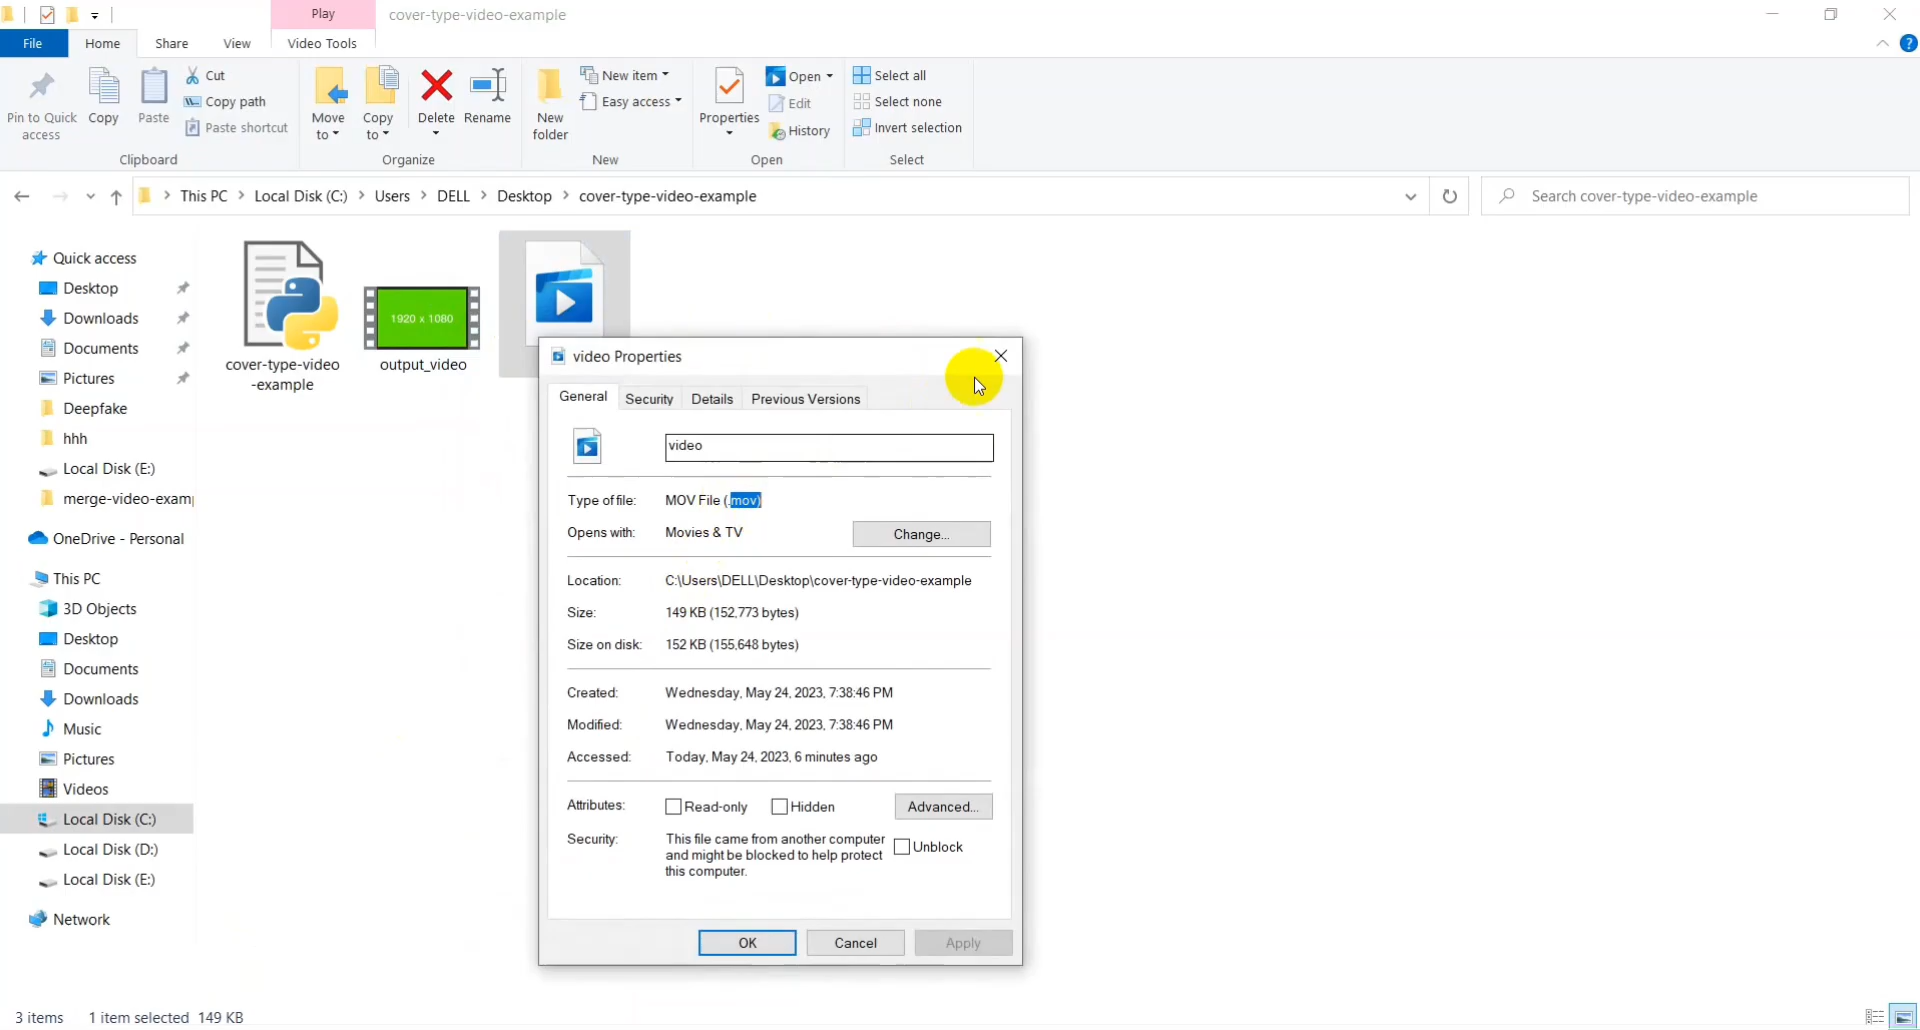 Play
cover-type-video-example
File
Home
Share
View
Video Tools
Pin to Quick
access
Copy
Paste
Cut
Copy path
Paste shortcut
Clipboard
Move
to
Copy
to
Delete
Rename
Organize
New
folder
New item
Easy access
New
Properties
Open
Edit
History
Open
Select all
Select none
Invert selection
Select
This PC
Local Disk (C:)
Users
DELL
Desktop
cover-type-video-example
Search cover-type-video-example
Quick access
Desktop
Downloads
Documents
Pictures
Deepfake
hhh
Local Disk (E:)
merge-video-exam
OneDrive - Personal
This PC
3D Objects
Desktop
Documents
Downloads
Music
Pictures
Videos
Local Disk (C:)
Local Disk (D:)
Local Disk (E:)
Network
cover-type-video
-example
1920 x 1080
output_video
video Properties
General
Security
Details
Previous Versions
video
Type of file:
MOV File (.mov)
Opens with:
Movies & TV
Change...
Location:
C:\Users\DELL\Desktop\cover-type-video-example
Size:
149 KB (152,773 bytes)
Size on disk:
152 KB (155,648 bytes)
Created:
Wednesday, May 24, 2023, 7:38:46 PM
Modified:
Wednesday, May 24, 2023, 7:38:46 PM
Accessed:
Today, May 24, 2023, 6 minutes ago
Attributes:
Read-only
Hidden
Advanced...
Security:
This file came from another computer
and might be blocked to help protect
this computer.
Unblock
OK
Cancel
Apply
3 items
1 item selected 149 KB